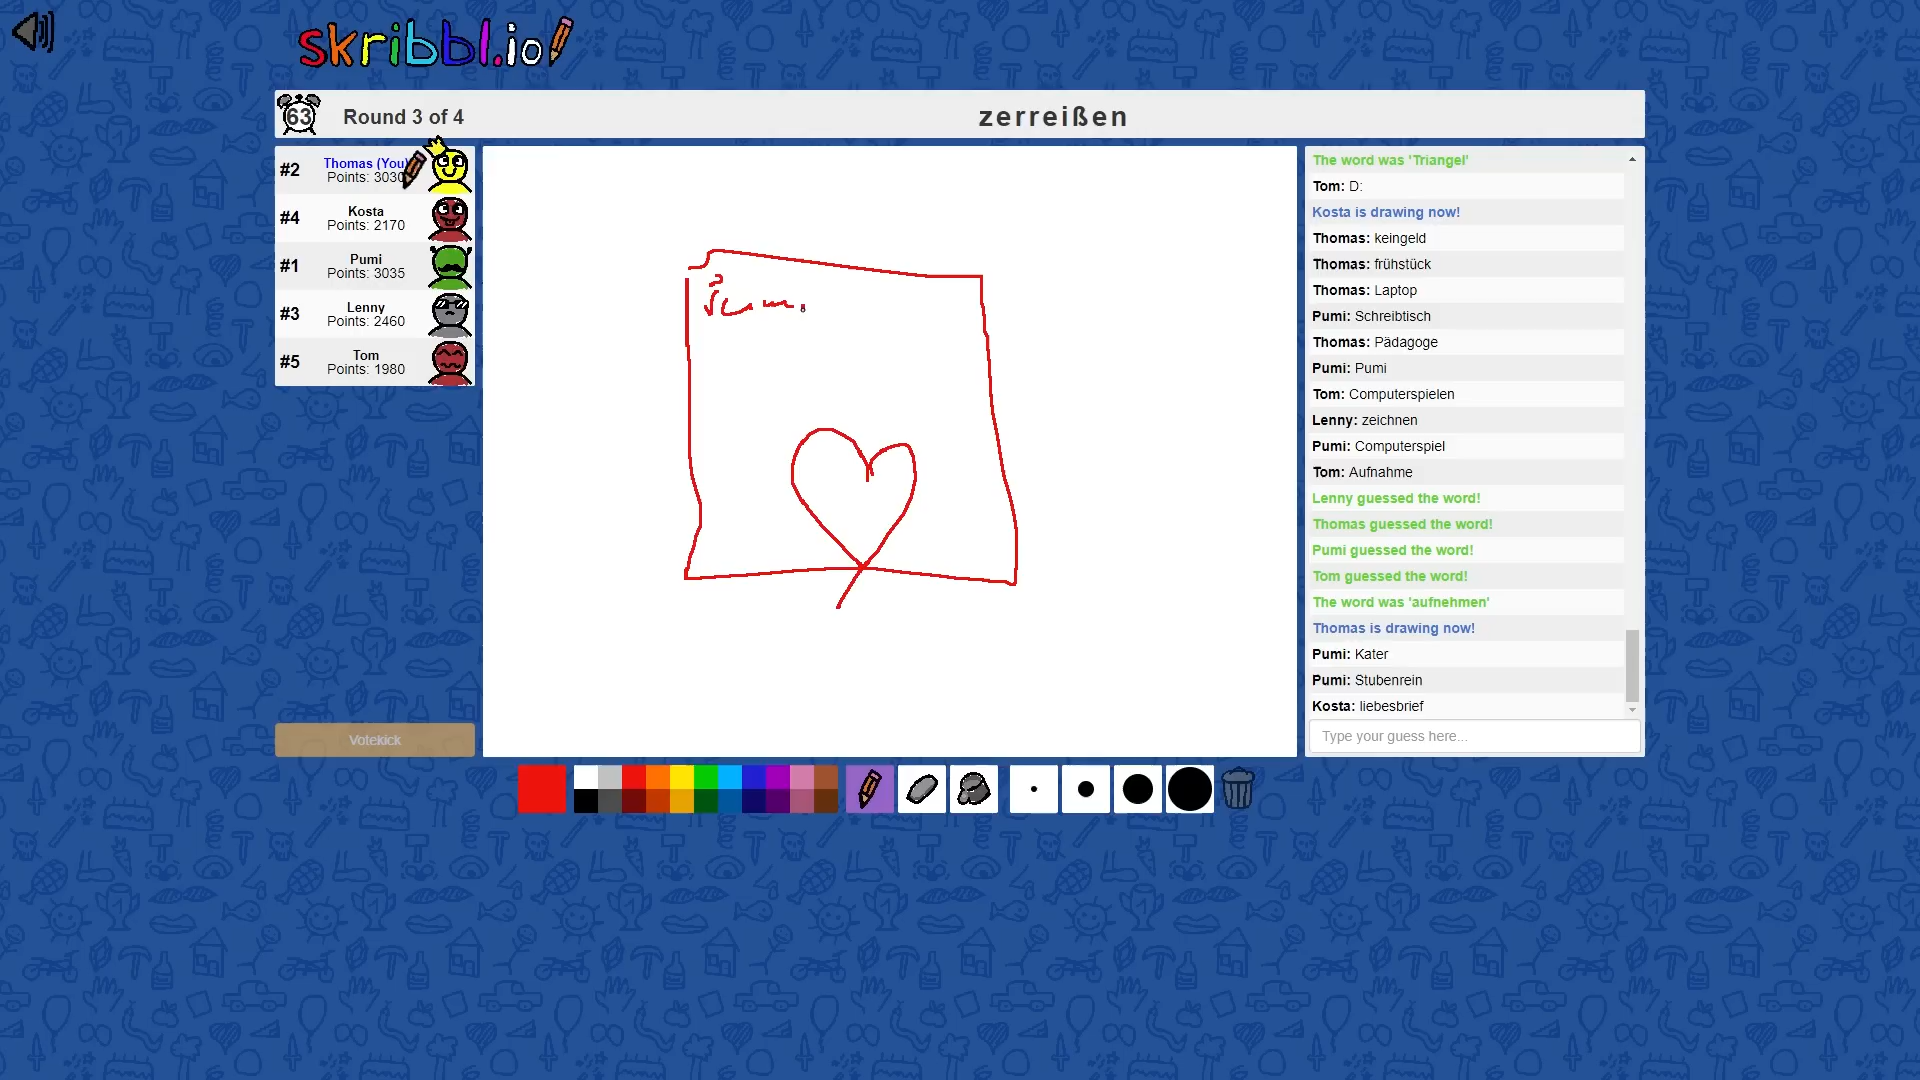 skribbl.io
63
Round 3 of 4
zerreißen
#2
Thomas (You)
Points: 3030
#4
Kosta
Points: 2170
#1
Pumi
Points: 3035
#3
Lenny
Points: 2460
#5
Tom
Points: 1980
Votekick
The word was 'Triangel'
Tom: D:
Kosta is drawing now!
Thomas: keingeld
Thomas: frühstück
Thomas: Laptop
Pumi: Schreibtisch
Thomas: Pädagoge
Pumi: Pumi
Tom: Computerspielen
Lenny: zeichnen
Pumi: Computerspiel
Tom: Aufnahme
Lenny guessed the word!
Thomas guessed the word!
Pumi guessed the word!
Tom guessed the word!
The word was 'aufnehmen'
Thomas is drawing now!
Pumi: Kater
Pumi: Stubenrein
Kosta: liebesbrief
Type your guess here...